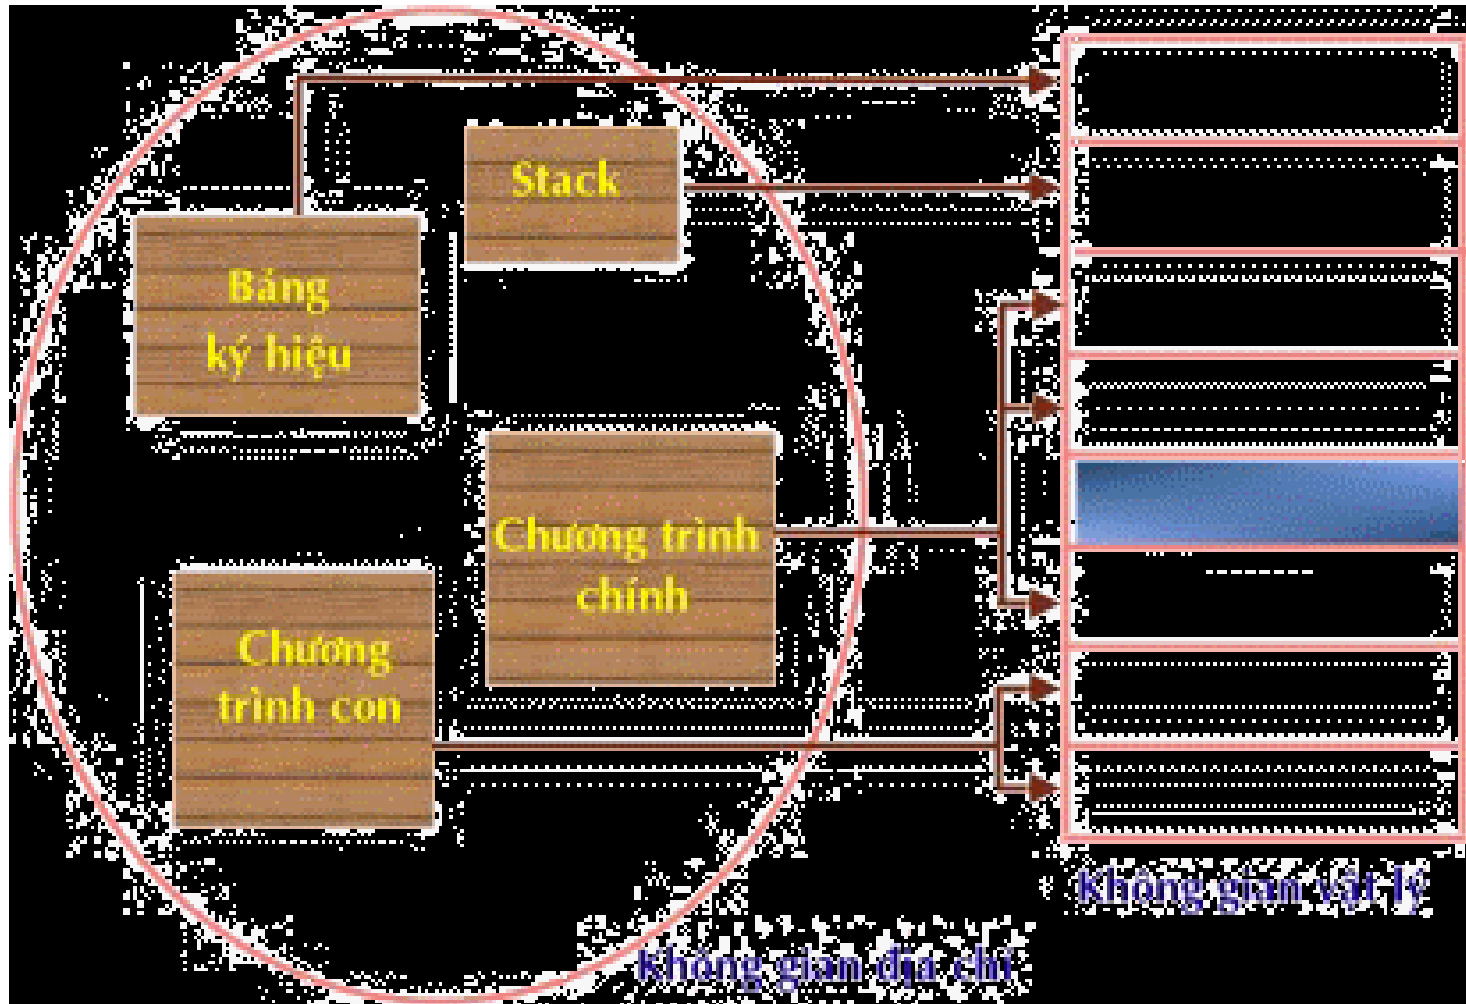 Stack
Bảng
ký hiệu
Chương trình
chính
Chương
trình con
Không gian vật lý
Không gian địa chỉ